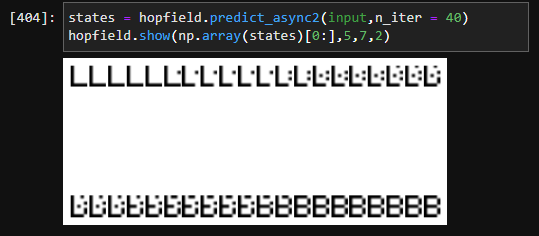 [404]: states = hopfield.predict_async2(input,n_iter = 40)
hopfield.show(np.array(states)[0:],5,7,2)